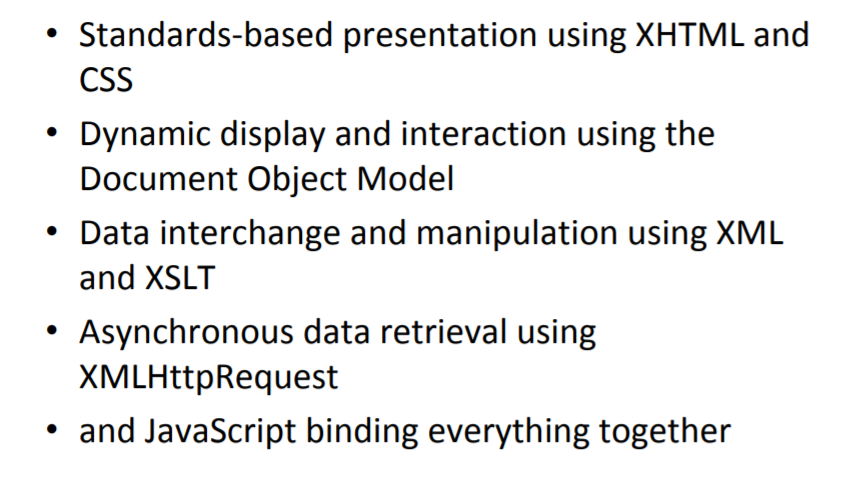 • Standards-based presentation using XHTML and
CSS
• Dynamic display and interaction using the
Document Object Model
• Data interchange and manipulation using XML
and XSLT
• Asynchronous data retrieval using
XMLHttpRequest
• and JavaScript binding everything together